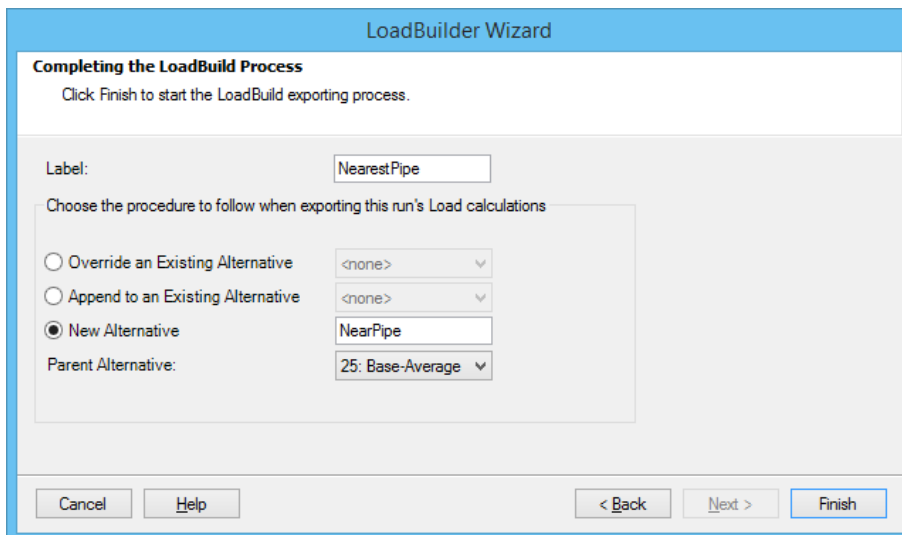 LoadBuilder Wizard
Completing the LoadBuild Process
Click Finish to start the LoadBuild exporting process.
Label: NearestPipe
Choose the procedure to follow when exporting this run's Load calculations
Override an Existing Alternative <none>
Append to an Existing Alternative <none>
New Alternative NearPipe
Parent Alternative: 25: Base-Average
Cancel Help < Back Next > Finish